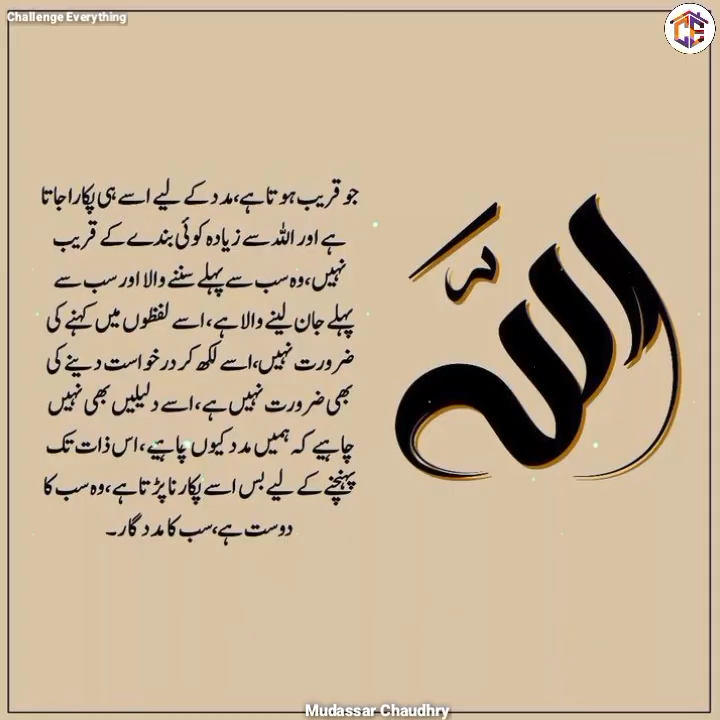 Challenge Everything
جو قریب ہوتا ہے،مدد کے لیے اسے ہی پکارا جاتا
ہے اور اللہ سے زیادہ کوئی بندے کے قریب
نہیں،وہ سب سے پہلے سننے والا اور سب سے
پہلے جان لینے والا ہے،اسے لفظوں میں کہنے کی
ضرورت نہیں،اسے لکھ کر درخواست دینے کی
بھی ضرورت نہیں ہے،اسے دلیلیں بھی نہیں
چاہیے کہ ہمیں مدد کیوں چاہیے،اس ذات تک
پہنچنے کے لیے بس اسے پکارنا پڑتا ہے،وہ سب کا
دوست ہے،سب کا مددگار۔
الله
Mudassar Chaudhry